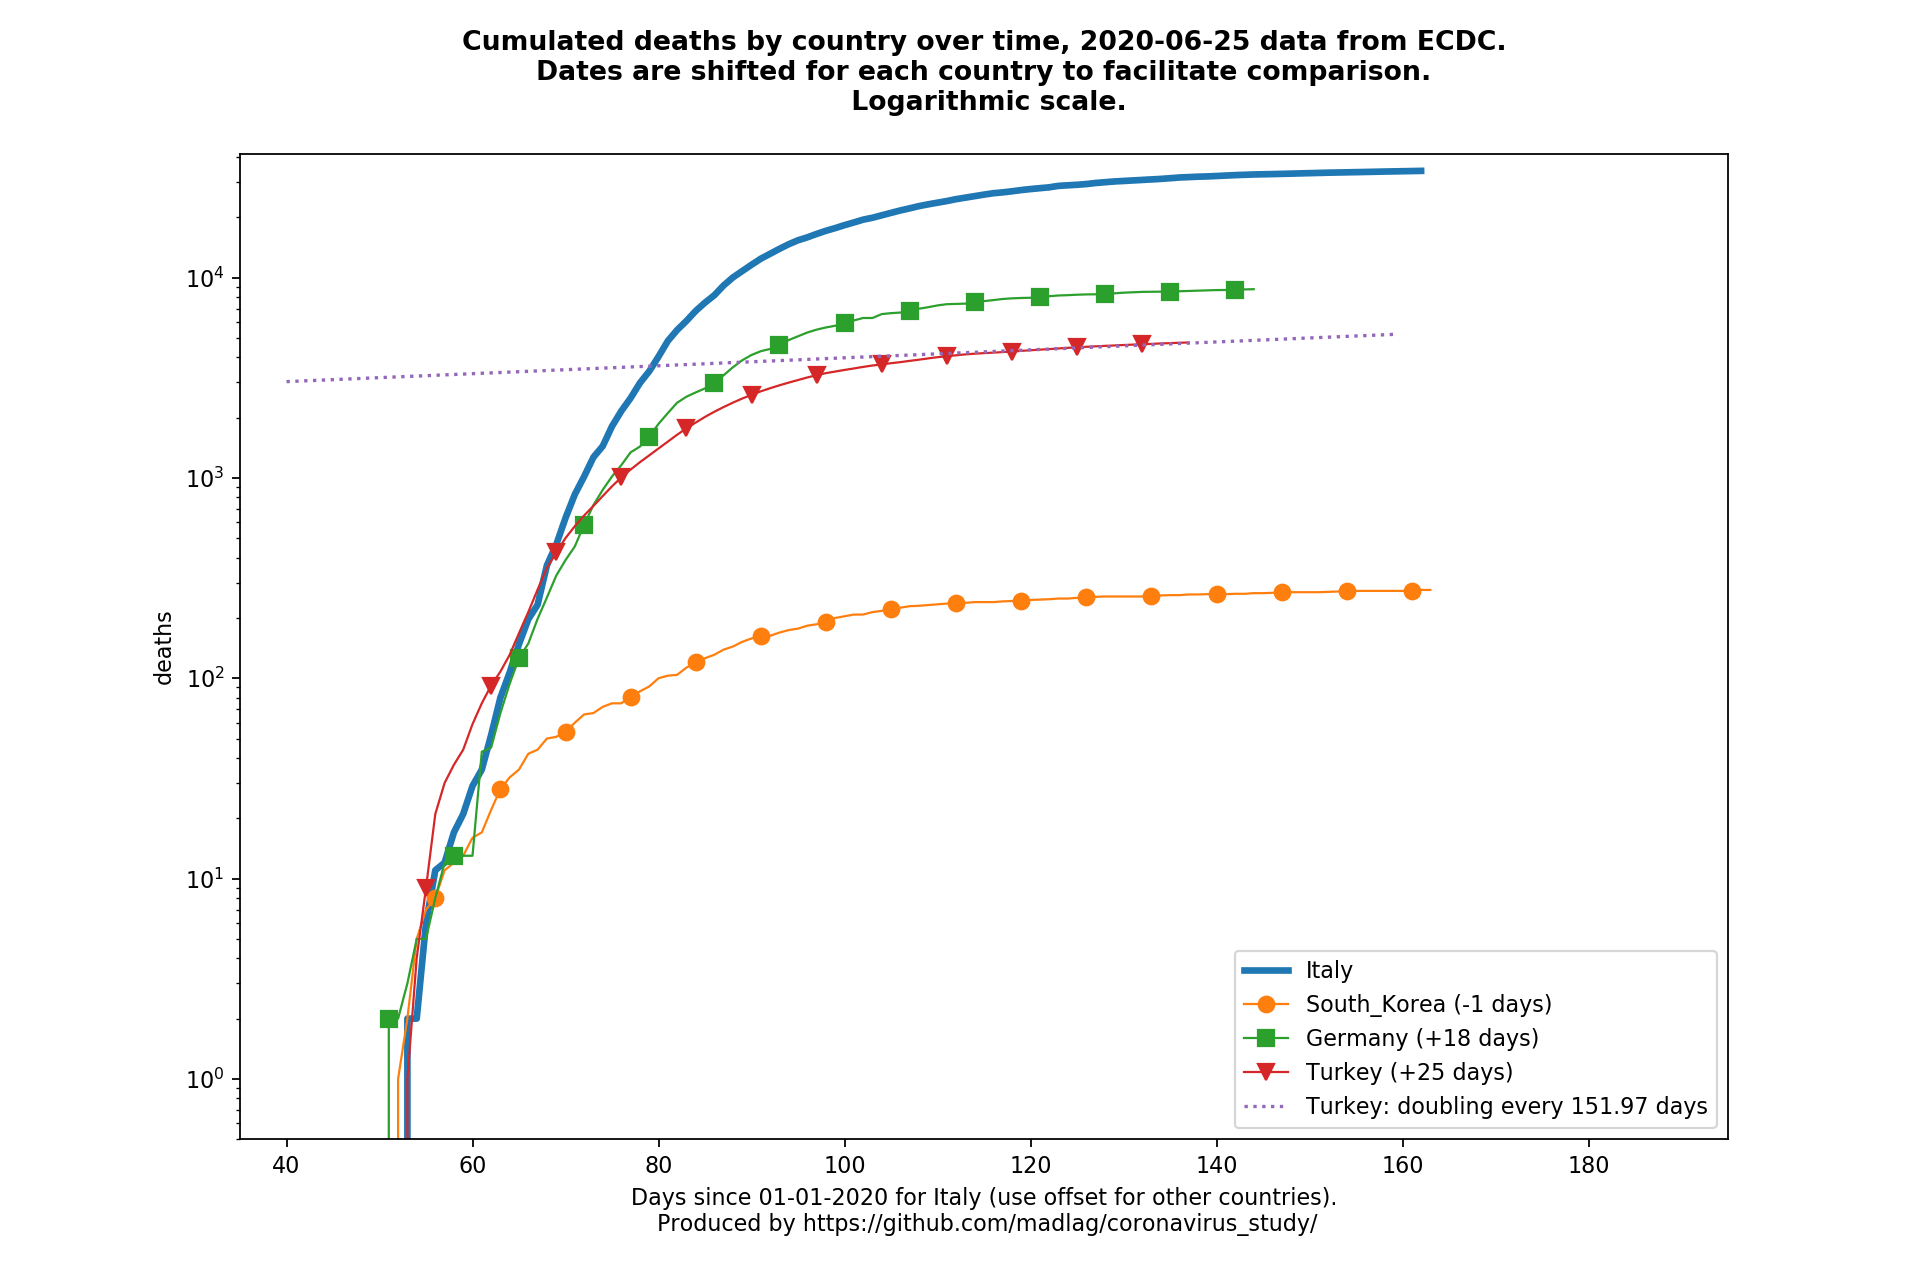 Cumulated deaths by country over time, 2020-06-25 data from ECDC.
Dates are shifted for each country to facilitate comparison.
Logarithmic scale.
deaths
10^4
10^3
10^2
10^1
10^0
40 60 80 100 120 140 160 180
Italy
South_Korea (-1 days)
Germany (+18 days)
Turkey (+25 days)
Turkey: doubling every 151.97 days
Days since 01-01-2020 for Italy (use offset for other countries).
Produced by https://github.com/madlag/coronavirus_study/